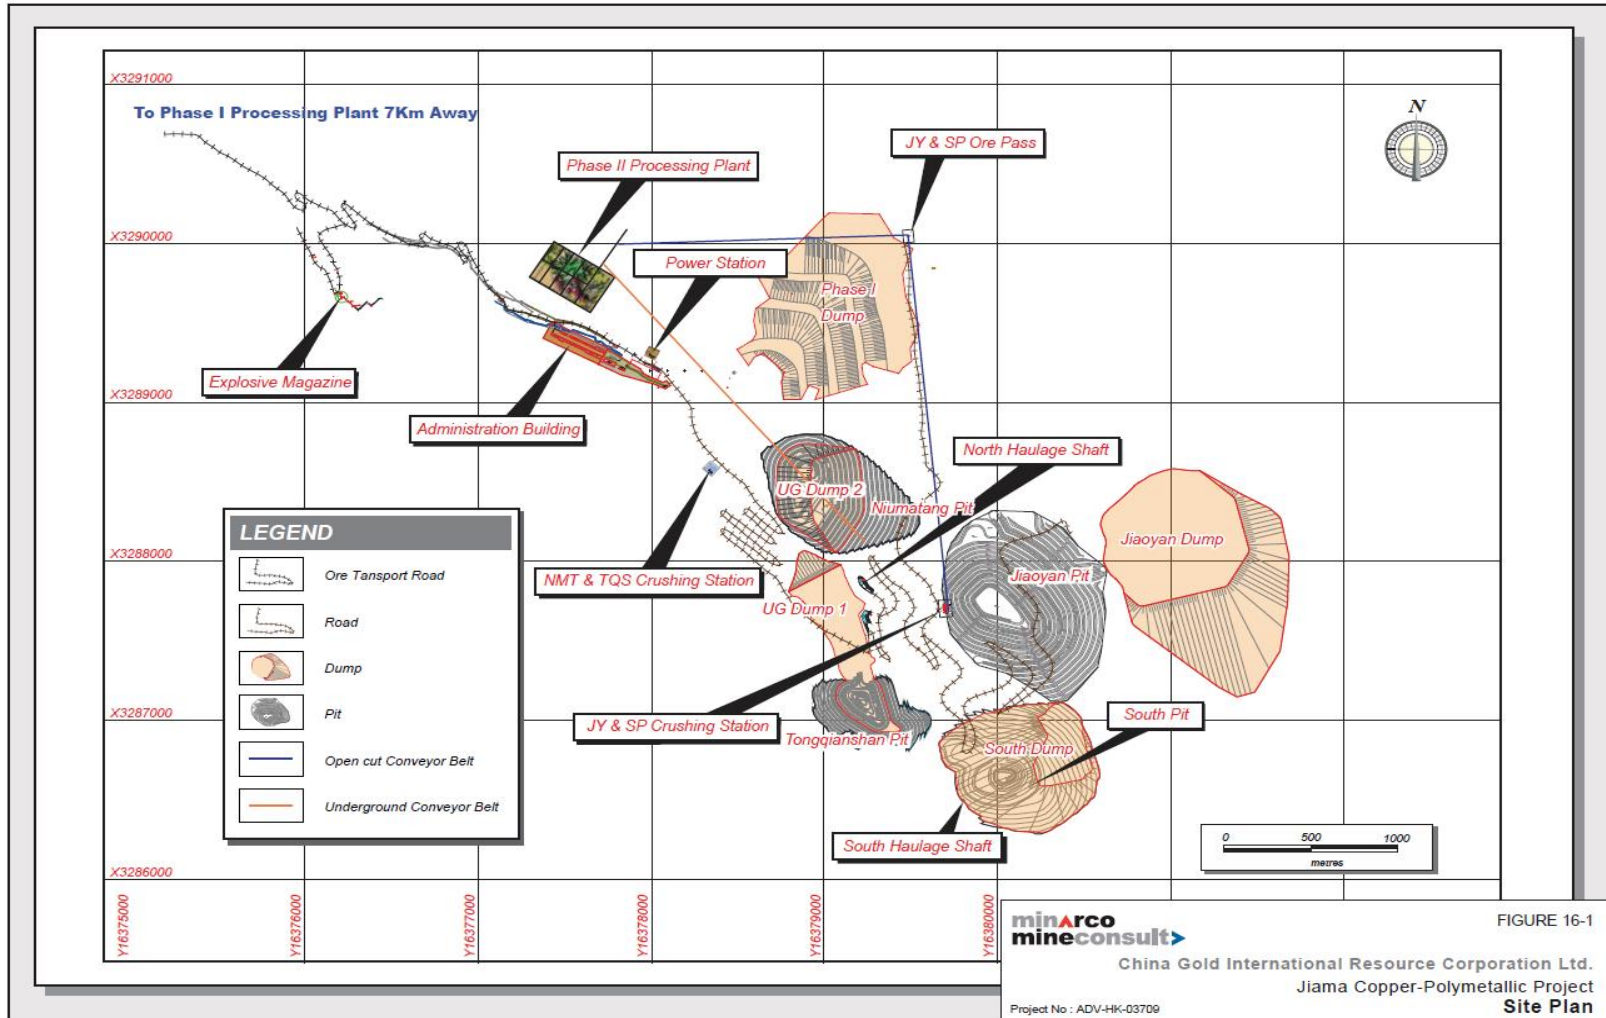 X3291000
To Phase I Processing Plant 7Km Away
N
JY & SP Ore Pass
Phase II Processing Plant
X3290000
Power Station
Phase I
Dump
Explosive Magazine
X3289000
Administration Building
North Haulage Shaft
UG Dump 2
Niumatang Pit
Jiaoyan Dump
X3288000
NMT & TQS Crushing Station
Jiaoyan Pit
UG Dump 1
LEGEND
Ore Tansport Road
Road
Dump
Pit
Open cut Conveyor Belt
Underground Conveyor Belt
X3287000
JY & SP Crushing Station
Tongqianshan Pit
South Pit
South Dump
South Haulage Shaft
0 500 1000
metres
X3286000
Y16375000
Y16376000
Y16377000
Y16378000
Y16379000
Y16380000
minarco
mineconsult
FIGURE 16-1
China Gold International Resource Corporation Ltd.
Jiama Copper-Polymetallic Project
Project No : ADV-HK-03709
Site Plan